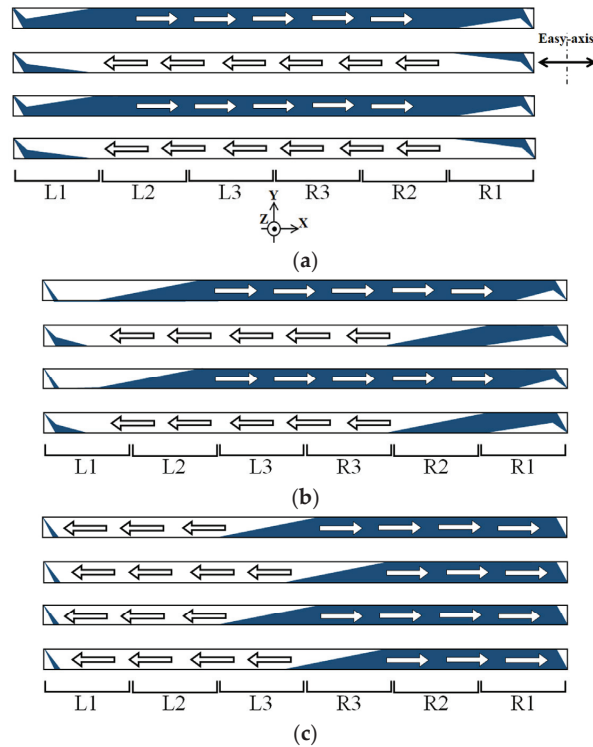 Easy-axis
L1 L2 L3 R3 R2 R1
Y
Z X
(a)
L1 L2 L3 R3 R2 R1
(b)
L1 L2 L3 R3 R2 R1
(c)